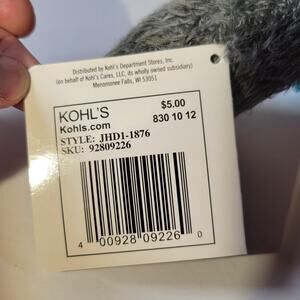 Distributed by Kohl's Department Stores, Inc.
(on behalf of Kohl's Cares, LLC, its wholly owned subsidiary)
Menomonee Falls, WI 53051
KOHL'S $5.00
Kohls.com 830 10 12
STYLE: JHD1-1876
SKU: 92809226
4 00928 09226 0